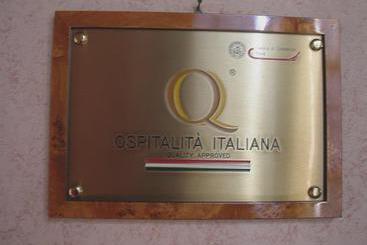 Q
®
OSPITALITÀ ITALIANA
QUALITY APPROVED